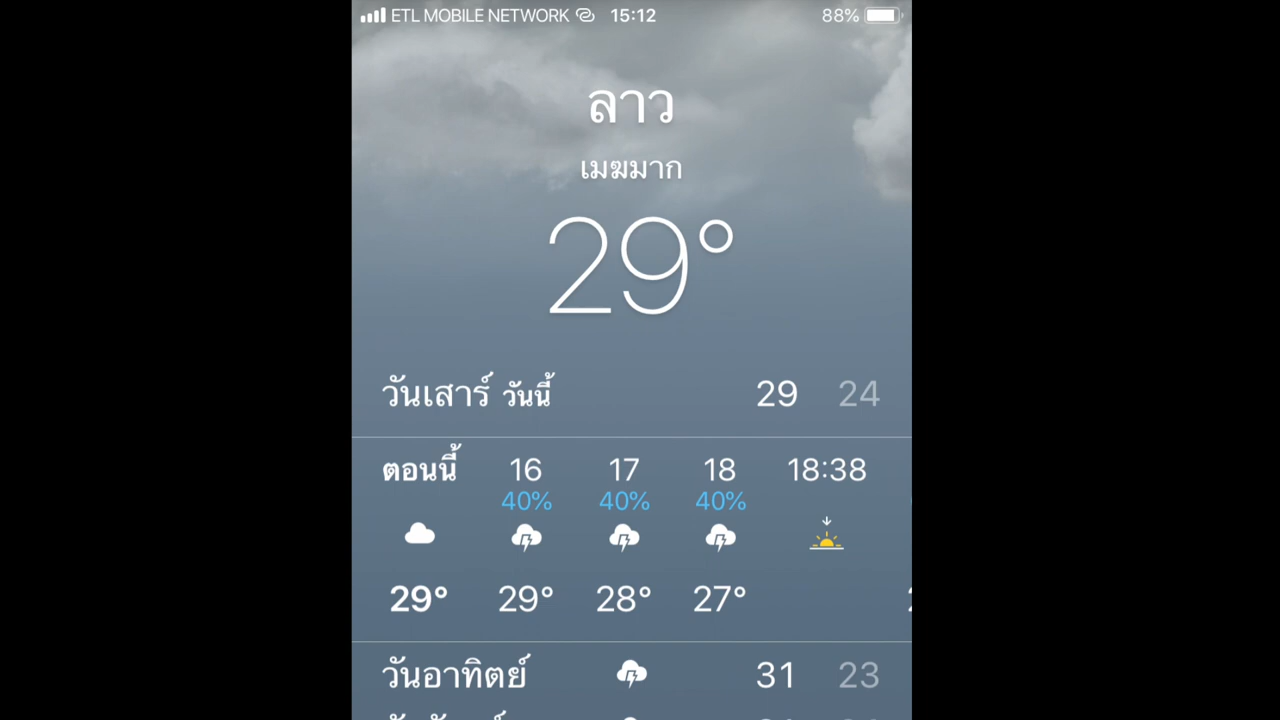 ETL MOBILE NETWORK 15:12 88%
ลาว
เมฆมาก
29°
วันเสาร์ วันนี้ 29 24
ตอนนี้ 16 17 18 18:38
40% 40% 40%
29° 29° 28° 27°
วันอาทิตย์ 31 23